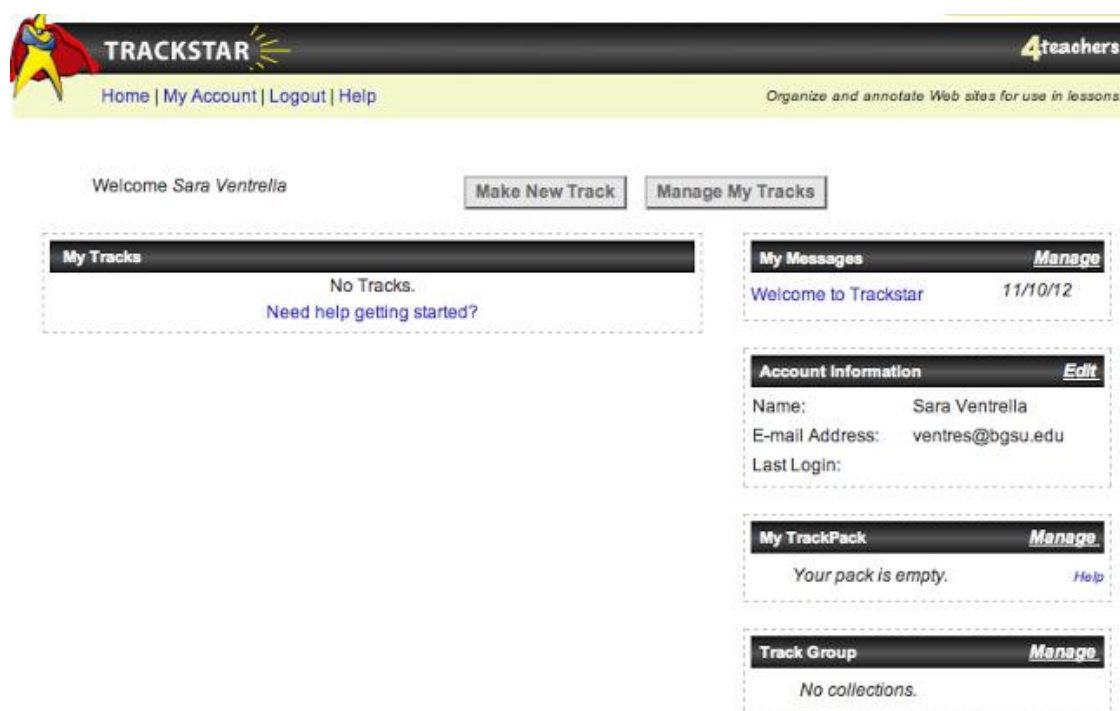 TRACKSTAR
4teachers
Home | My Account | Logout | Help
Organize and annotate Web sites for use in lessons
Welcome Sara Ventrella
Make New Track
Manage My Tracks
My Tracks
No Tracks.
Need help getting started?
My Messages Manage
Welcome to Trackstar 11/10/12
Account Information Edit
Name: Sara Ventrella
E-mail Address: ventres@bgsu.edu
Last Login:
My TrackPack Manage
Your pack is empty. Help
Track Group Manage
No collections.